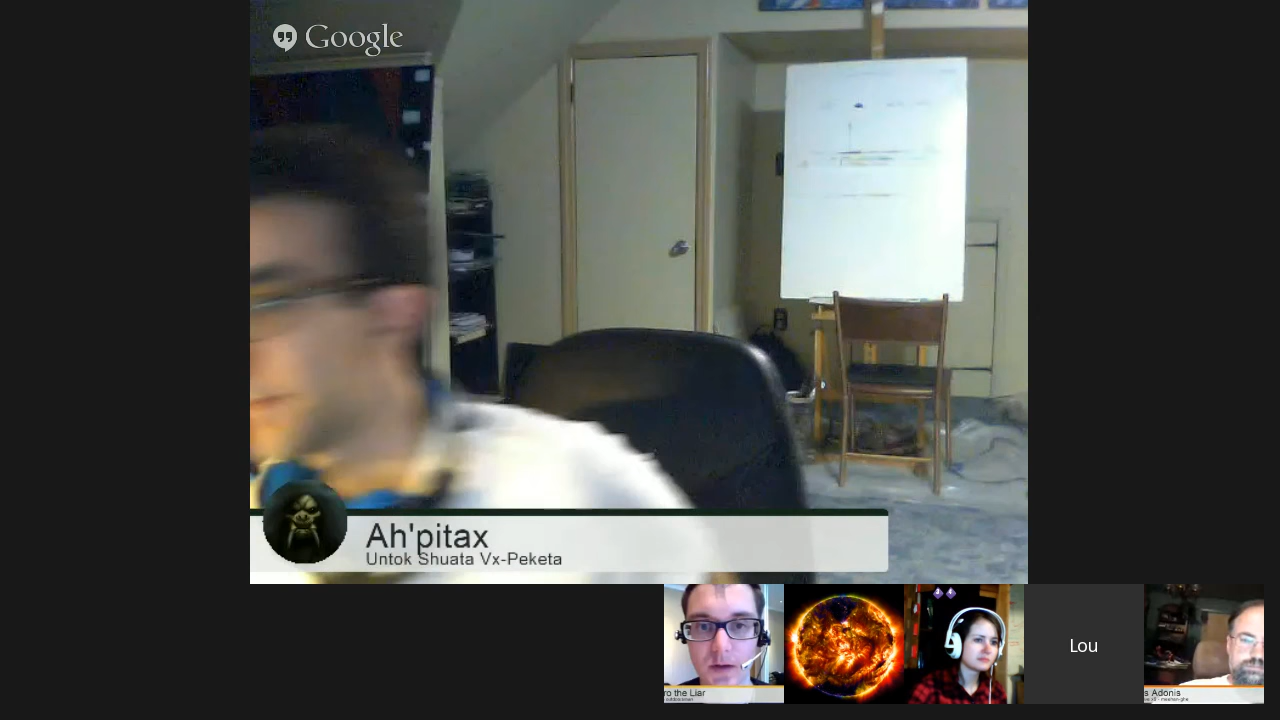 Google
Ah'pitax
Untok Shuata Vx-Peketa
ro the Liar
Lou
s Adonis